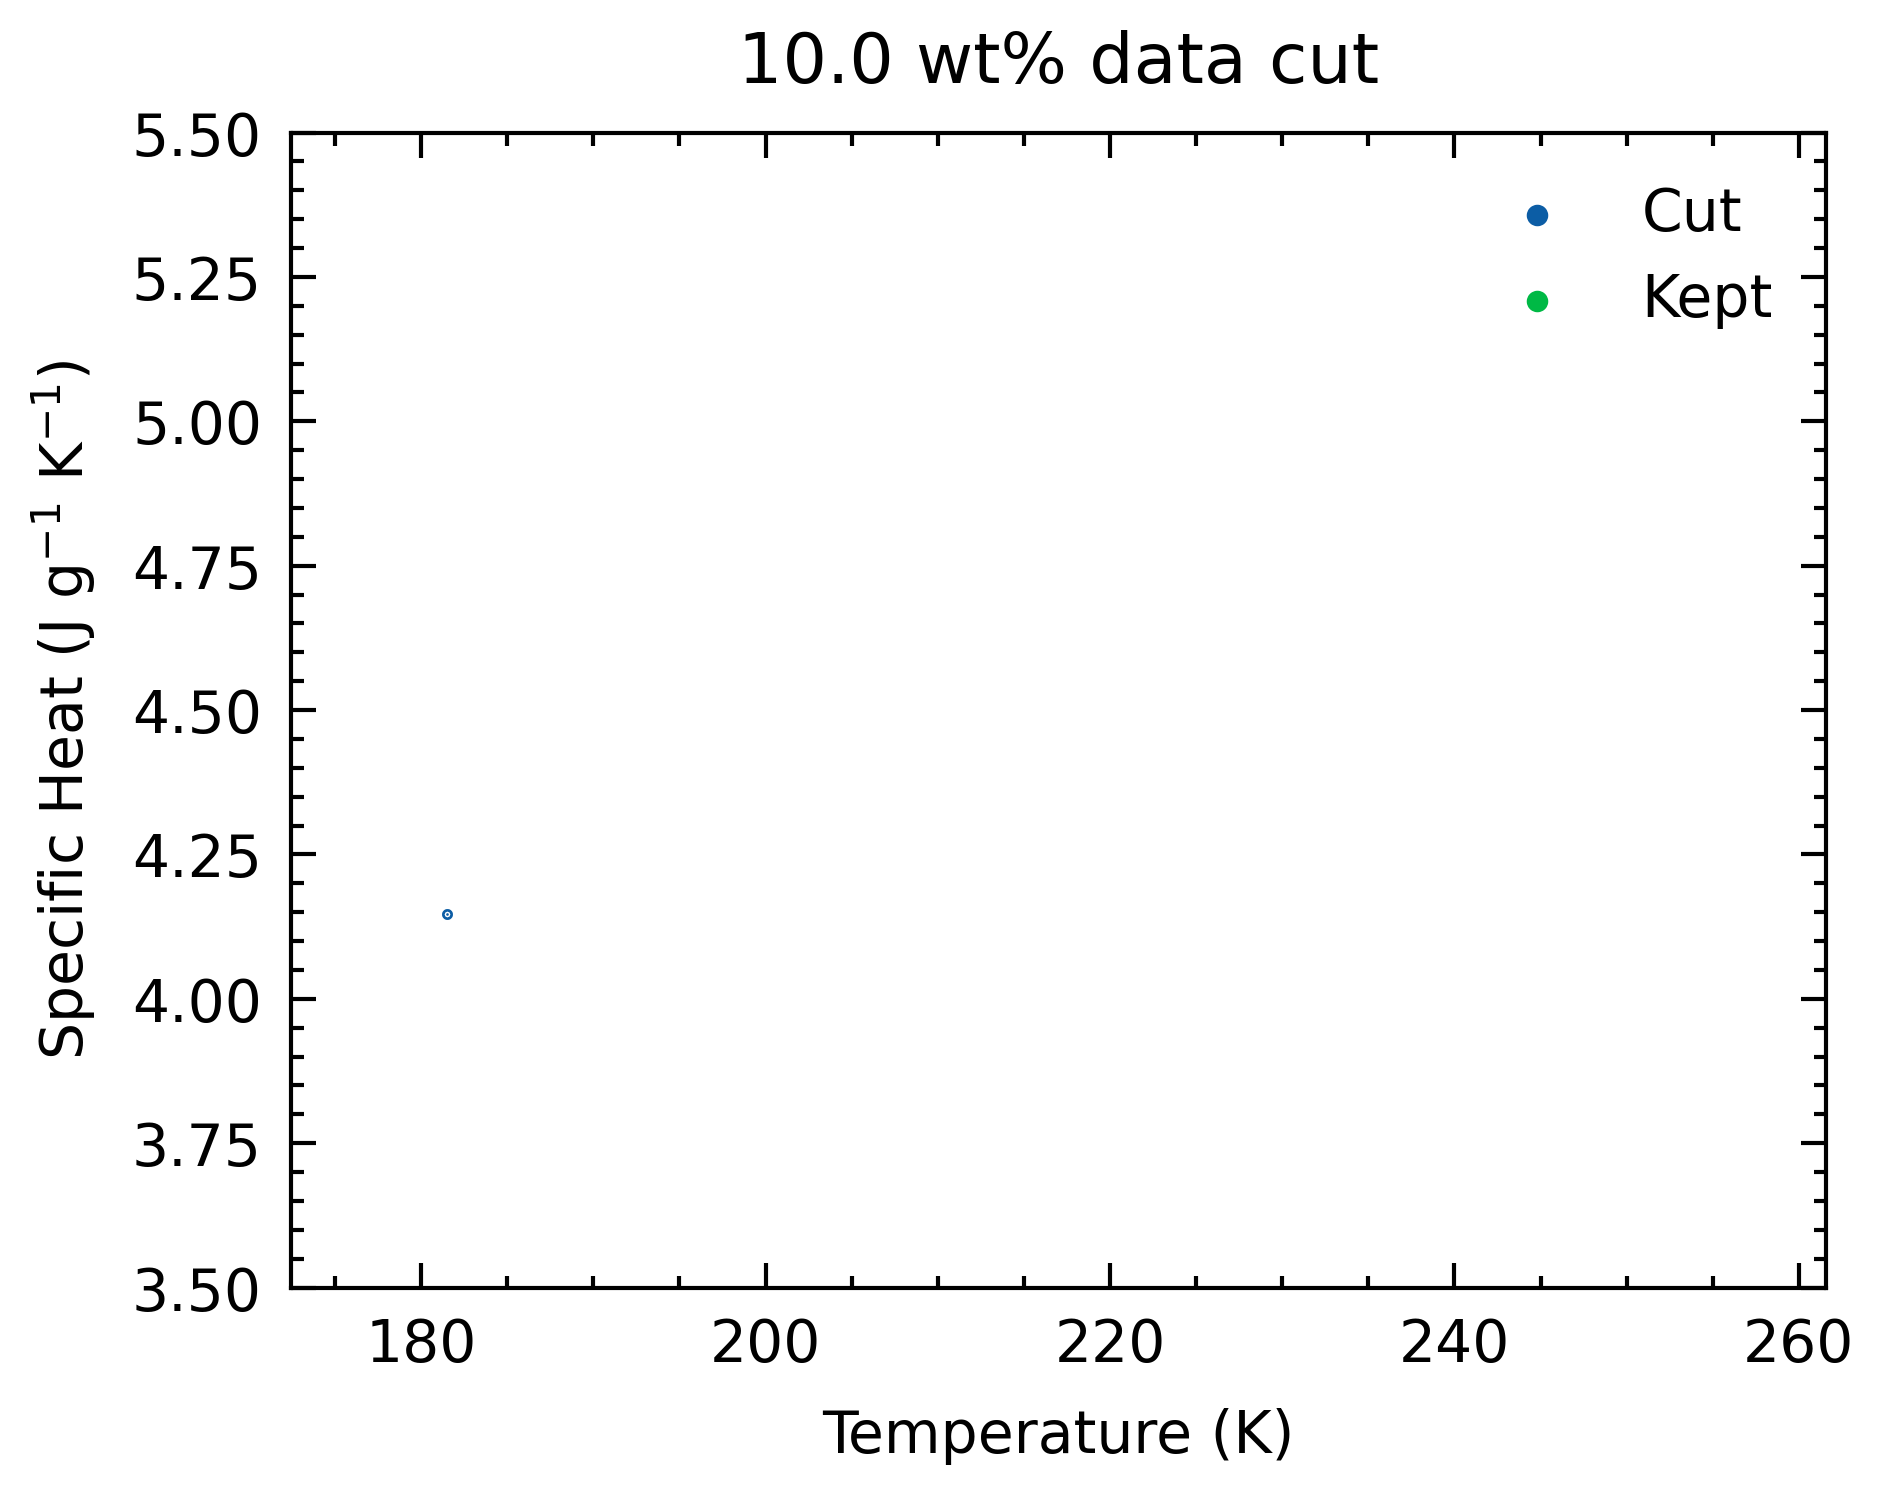 10.0 wt% data cut
5.50
5.25
5.00
4.75
4.50
4.25
4.00
3.75
3.50
Specific Heat (J g⁻¹ K⁻¹)
Cut
Kept
180 200 220 240 260
Temperature (K)